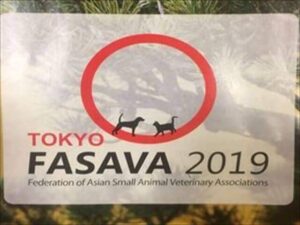 TOKYO
FASAVA 2019
Federation of Asian Small Animal Veterinary Associations